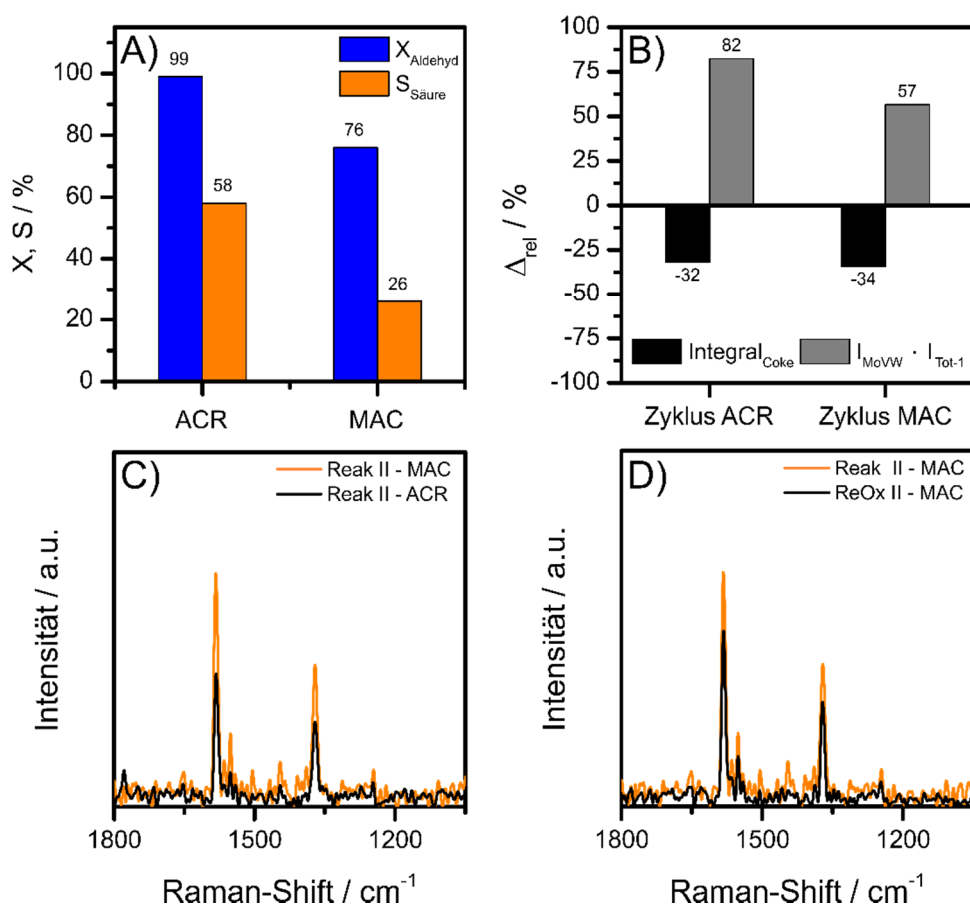 A)
X_Aldehyd
S_Säure
99
58
76
26
100
80
60
40
20
0
X, S / %
ACR
MAC
B)
82
57
-32
-34
100
75
50
25
0
-25
-50
-75
-100
Δ_rel / %
Integral_Coke
I_MoVW · I_Tot-1
Zyklus ACR
Zyklus MAC
C)
Reak II - MAC
Reak II - ACR
Intensität / a.u.
1800
1500
1200
Raman-Shift / cm⁻¹
D)
Reak II - MAC
ReOx II - MAC
Intensität / a.u.
1800
1500
1200
Raman-Shift / cm⁻¹